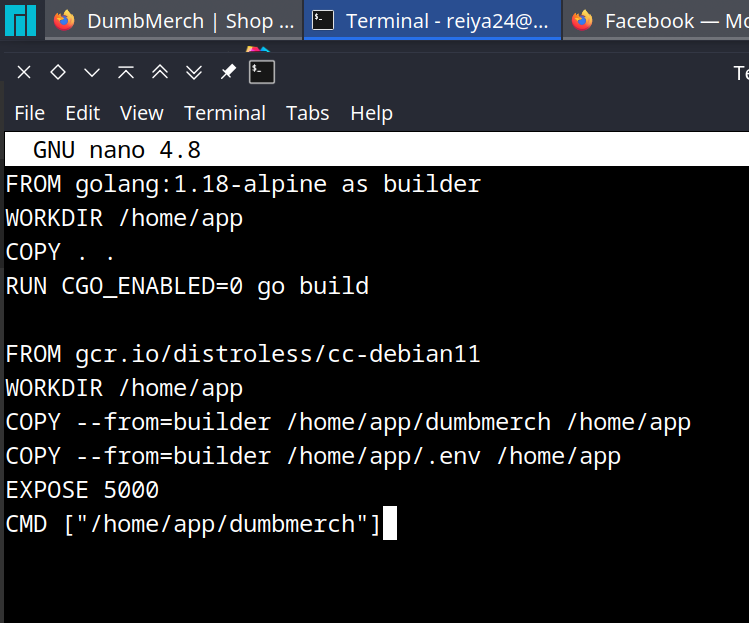 DumbMerch | Shop ...
Terminal - reiya24@...
Facebook — Mo
File Edit View Terminal Tabs Help
GNU nano 4.8
FROM golang:1.18-alpine as builder
WORKDIR /home/app
COPY . .
RUN CGO_ENABLED=0 go build
FROM gcr.io/distroless/cc-debian11
WORKDIR /home/app
COPY --from=builder /home/app/dumbmerch /home/app
COPY --from=builder /home/app/.env /home/app
EXPOSE 5000
CMD ["/home/app/dumbmerch"]